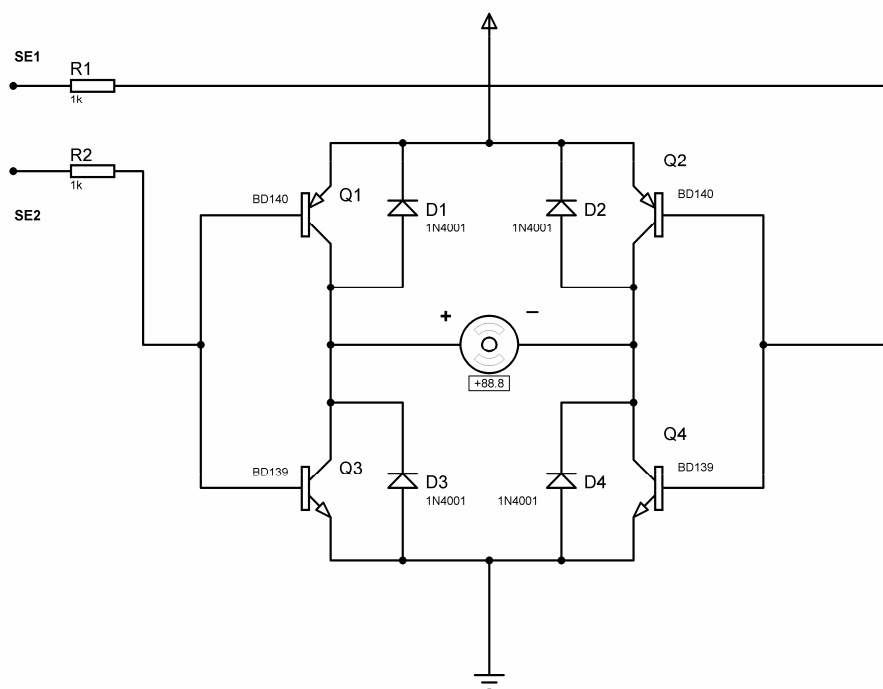 SE1
R1
1k
R2
1k
SE2
BD140
Q1
D1
1N4001
D2
1N4001
Q2
BD140
+
−
+88.8
BD139
Q3
D3
1N4001
D4
1N4001
Q4
BD139